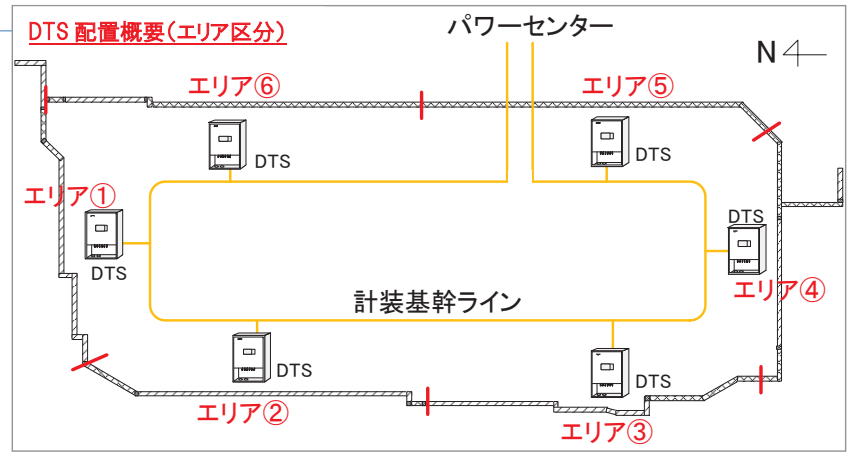 DTS 配置概要(エリア区分)
パワーセンター
N
エリア⑥
エリア⑤
DTS
DTS
エリア①
DTS
DTS
エリア④
計装基幹ライン
DTS
DTS
エリア②
エリア③